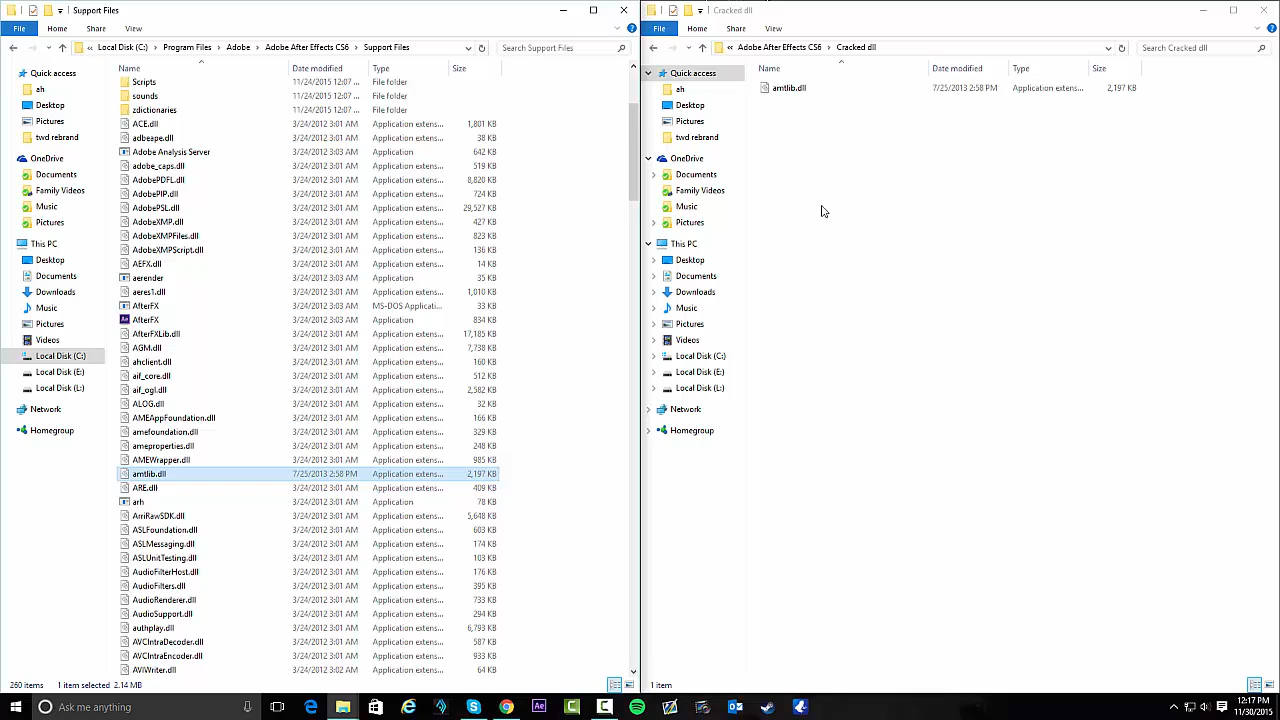 Support Files
File Home Share View
Local Disk (C:) Program Files Adobe Adobe After Effects CS6 Support Files Search Support Files
Quick access
ah
Desktop
Pictures
twd rebrand
OneDrive
Documents
Family Videos
Music
Pictures
This PC
Desktop
Documents
Downloads
Music
Pictures
Videos
Local Disk (C:)
Local Disk (E:)
Local Disk (L:)
Network
Homegroup
Name Date modified Type Size
Scripts 11/24/2015 12:07 ... File folder
sounds 11/24/2015 12:07 ... File folder
zdictionaries 11/24/2015 12:07 ... File folder
ACE.dll 3/24/2012 3:01 AM Application extens... 1,801 KB
adbeape.dll 3/24/2012 3:01 AM Application extens... 38 KB
Adobe Analysis Server 3/24/2012 3:03 AM Application 642 KB
adobe_caps.dll 3/24/2012 3:01 AM Application extens... 519 KB
AdobePDFL.dll 3/24/2012 3:01 AM Application extens... 8,820 KB
AdobePIP.dll 3/24/2012 3:01 AM Application extens... 724 KB
AdobePSL.dll 3/24/2012 3:01 AM Application extens... 29,527 KB
AdobeXMP.dll 3/24/2012 3:01 AM Application extens... 427 KB
AdobeXMPFiles.dll 3/24/2012 3:01 AM Application extens... 823 KB
AdobeXMPScript.dll 3/24/2012 3:01 AM Application extens... 136 KB
AEFX.dll 3/24/2012 3:01 AM Application extens... 14 KB
aerender 3/24/2012 3:03 AM Application 35 KB
aeres1.dll 3/24/2012 3:01 AM Application extens... 1,010 KB
AfterFX 3/24/2012 3:03 AM MS-DOS Applicati... 33 KB
AfterFX 3/24/2012 3:03 AM Application 834 KB
AfterFXLib.dll 3/24/2012 3:01 AM Application extens... 17,185 KB
AGM.dll 3/24/2012 3:01 AM Application extens... 7,738 KB
ahclient.dll 3/24/2012 3:01 AM Application extens... 160 KB
aif_core.dll 3/24/2012 3:01 AM Application extens... 512 KB
aif_ogl.dll 3/24/2012 3:01 AM Application extens... 2,582 KB
ALOG.dll 3/24/2012 3:01 AM Application extens... 32 KB
AMEAppFoundation.dll 3/24/2012 3:01 AM Application extens... 166 KB
amefoundation.dll 3/24/2012 3:01 AM Application extens... 329 KB
ameproperties.dll 3/24/2012 3:01 AM Application extens... 248 KB
AMEWrapper.dll 3/24/2012 3:01 AM Application extens... 985 KB
amtlib.dll 7/25/2013 2:58 PM Application extens... 2,197 KB
ARE.dll 3/24/2012 3:01 AM Application extens... 409 KB
arh 3/24/2012 3:01 AM Application 78 KB
ArriRawSDK.dll 3/24/2012 3:01 AM Application extens... 5,648 KB
ASLFoundation.dll 3/24/2012 3:01 AM Application extens... 603 KB
ASLMessaging.dll 3/24/2012 3:01 AM Application extens... 174 KB
ASLUnitTesting.dll 3/24/2012 3:01 AM Application extens... 103 KB
AudioFilterHost.dll 3/24/2012 3:01 AM Application extens... 176 KB
AudioFilters.dll 3/24/2012 3:01 AM Application extens... 395 KB
AudioRenderer.dll 3/24/2012 3:01 AM Application extens... 733 KB
AudioSupport.dll 3/24/2012 3:01 AM Application extens... 294 KB
authplay.dll 3/24/2012 3:01 AM Application extens... 6,793 KB
AVCIntraDecoder.dll 3/24/2012 3:01 AM Application extens... 587 KB
AVCIntraEncoder.dll 3/24/2012 3:01 AM Application extens... 933 KB
AVIWriter.dll 3/24/2012 3:02 AM Application extens... 64 KB
260 items 1 item selected 2.14 MB
Cracked dll
File Home Share View
Adobe After Effects CS6 Cracked dll Search Cracked dll
Quick access
ah
Desktop
Pictures
twd rebrand
OneDrive
Documents
Family Videos
Music
Pictures
This PC
Desktop
Documents
Downloads
Music
Pictures
Videos
Local Disk (C:)
Local Disk (E:)
Local Disk (L:)
Network
Homegroup
Name Date modified Type Size
amtlib.dll 7/25/2013 2:58 PM Application extens... 2,197 KB
1 item
Ask me anything
Ae
12:17 PM
11/30/2015